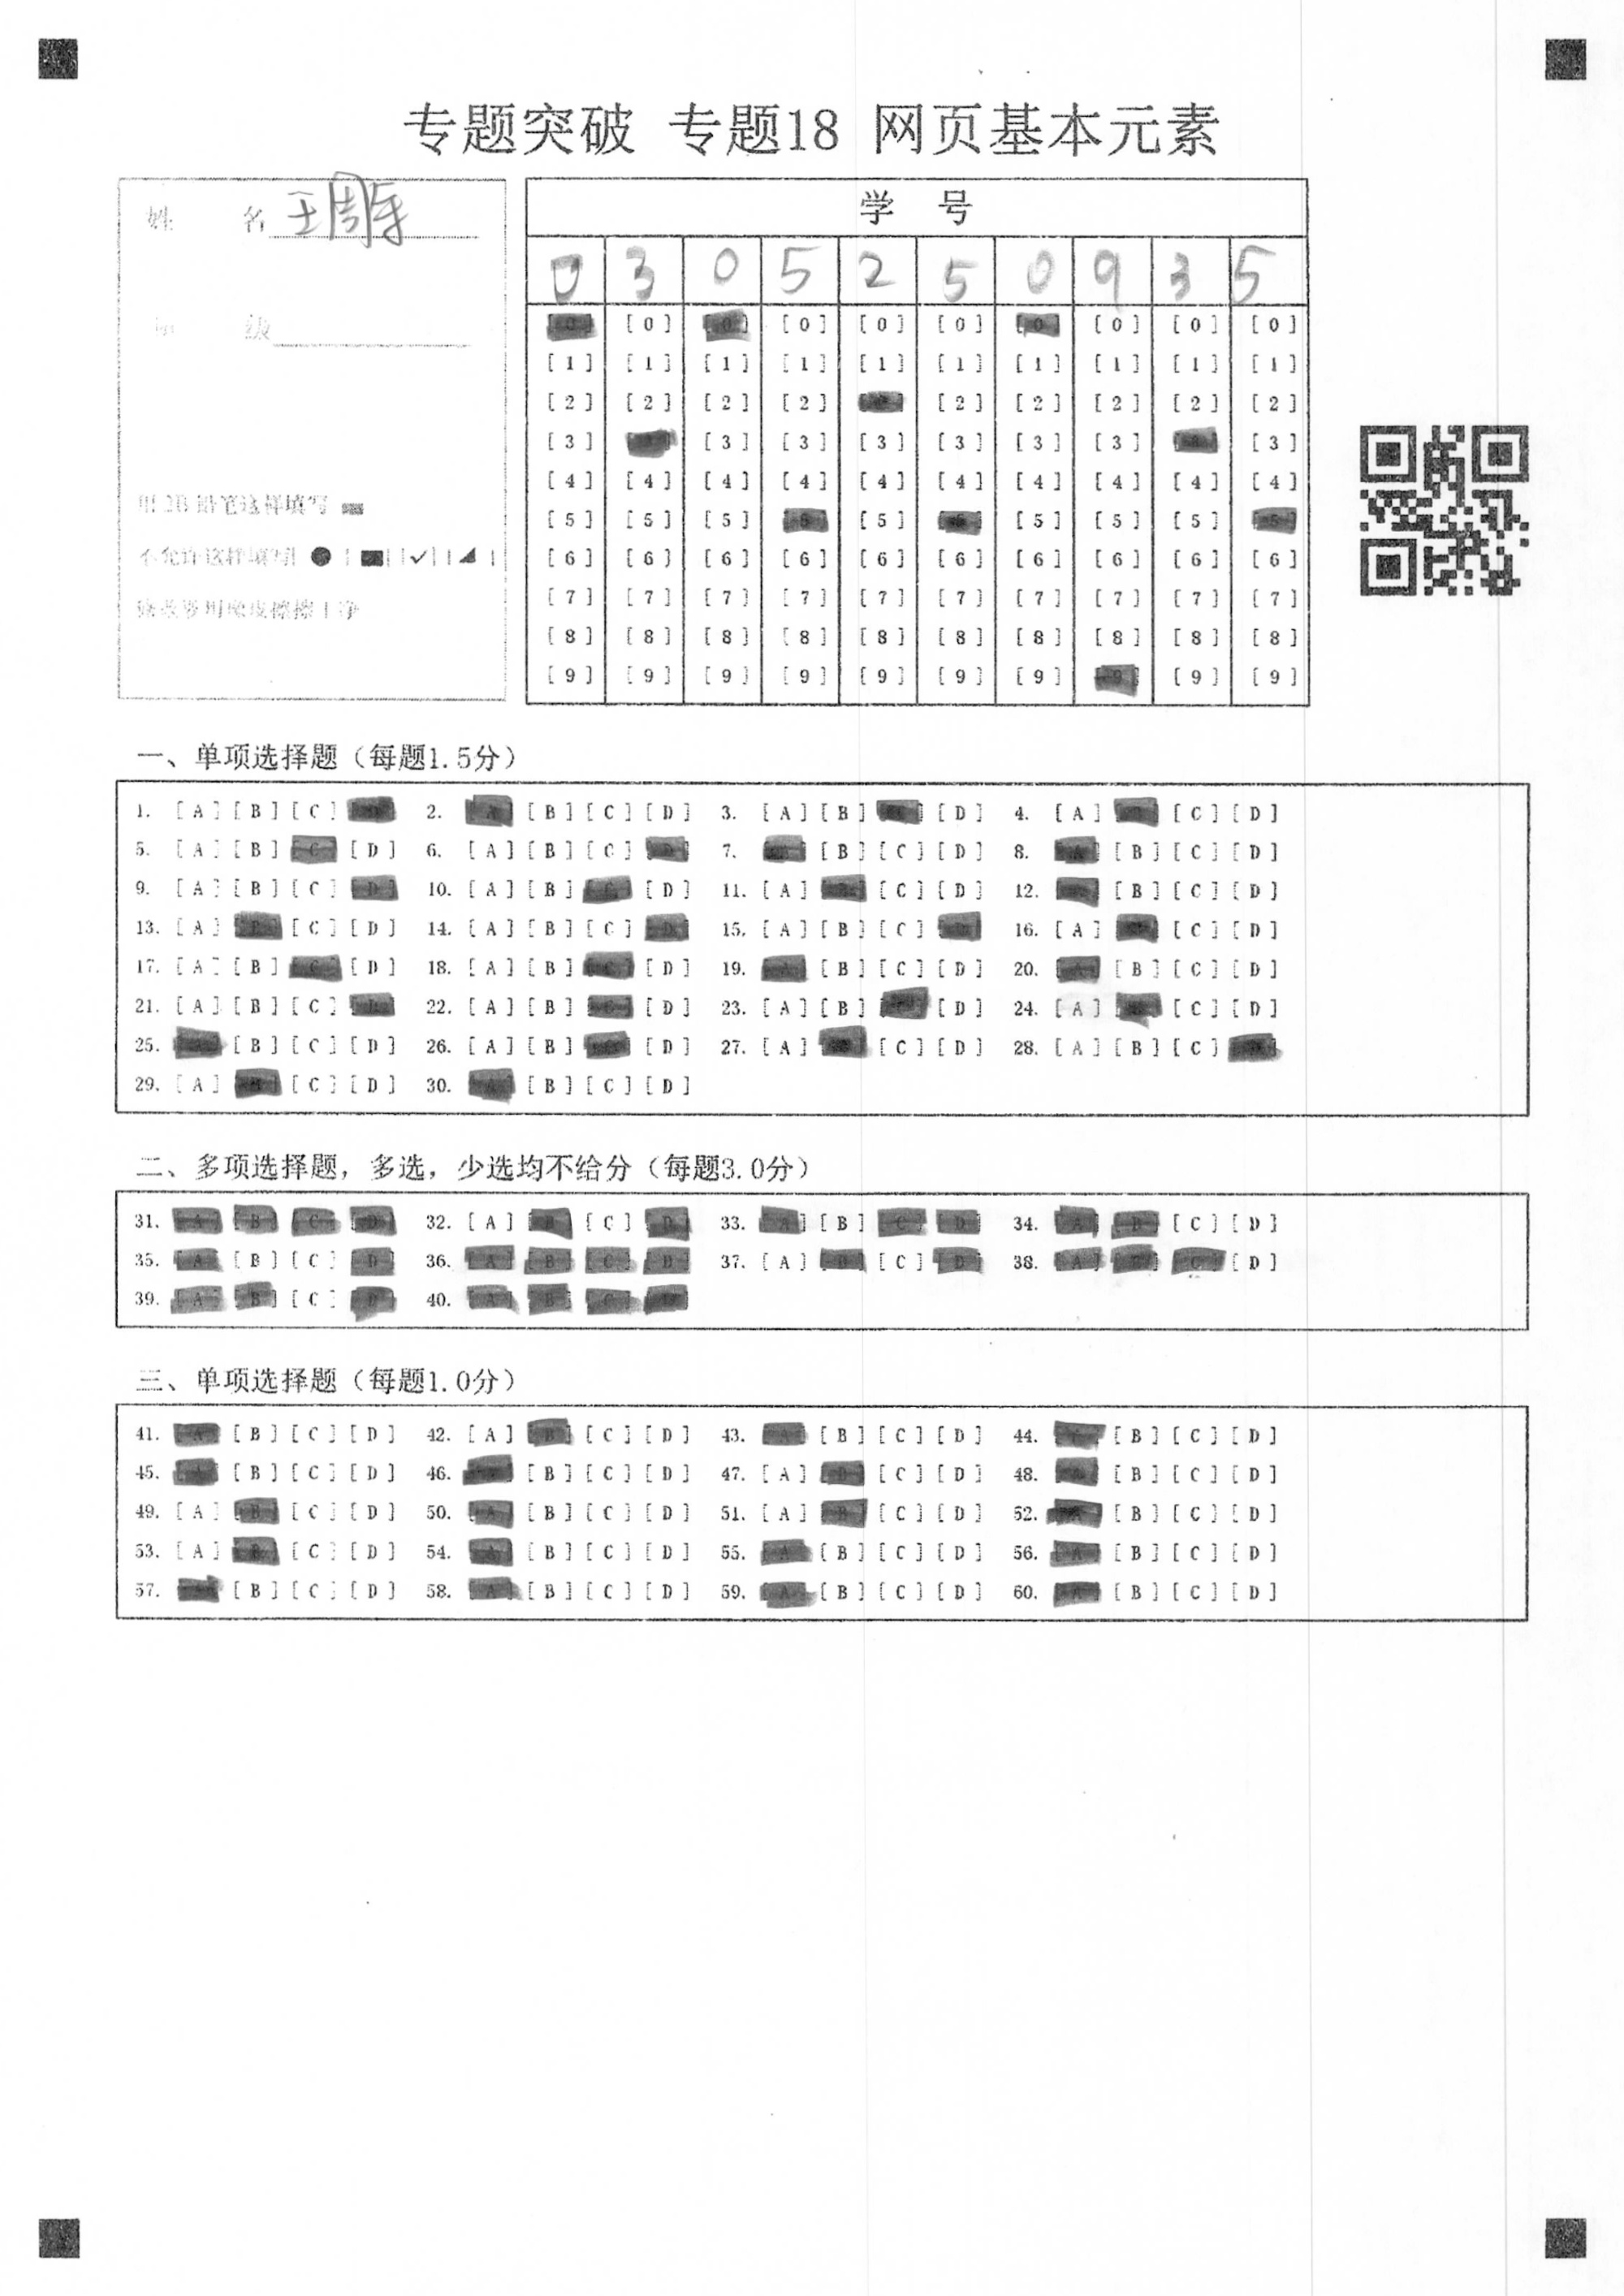 专题突破 专题18 网页基本元素
姓 名
级
用2B铅笔这样填写
不允许这样填写
修改要用橡皮擦擦干净
学 号
0 3 0 5 2 5 0 9 3 5
[0] [0] [0] [0] [0] [0] [0] [0] [0] [0]
[1] [1] [1] [1] [1] [1] [1] [1] [1] [1]
[2] [2] [2] [2] [2] [2] [2] [2] [2]
[3] [3] [3] [3] [3] [3] [3] [3]
[4] [4] [4] [4] [4] [4] [4] [4] [4] [4]
[5] [5] [5] [5] [5] [5] [5] [5]
[6] [6] [6] [6] [6] [6] [6] [6] [6] [6]
[7] [7] [7] [7] [7] [7] [7] [7] [7] [7]
[8] [8] [8] [8] [8] [8] [8] [8] [8] [8]
[9] [9] [9] [9] [9] [9] [9] [9] [9] [9]
一、单项选择题（每题1.5分）
1. [A] [B] [C] 2. [B] [C] [D] 3. [A] [B] [D] 4. [A] [C] [D]
5. [A] [B] [C] [D] 6. [A] [B] [C] 7. [B] [C] [D] 8. [A] [B] [C] [D]
9. [A] [B] [C] [D] 10. [A] [B] [C] [D] 11. [A] [C] [D] 12. [B] [C] [D]
13. [A] [B] [C] [D] 14. [A] [B] [C] [D] 15. [A] [B] [C] 16. [A] [C] [D]
17. [A] [B] [C] [D] 18. [A] [B] [C] [D] 19. [A] [B] [C] [D] 20. [A] [B] [C] [D]
21. [A] [B] [C] 22. [A] [B] [C] [D] 23. [A] [B] [D] 24. [A] [C] [D]
25. [B] [C] [D] 26. [A] [B] [D] 27. [A] [C] [D] 28. [A] [B] [C]
29. [A] [B] [C] [D] 30. [A] [B] [C] [D]
二、多项选择题，多选，少选均不给分（每题3.0分）
31. [A] [B] [C] [D] 32. [A] [B] [C] [D] 33. [A] [B] [C] [D] 34. [A] [B] [C] [D]
35. [A] [B] [C] [D] 36. [A] [B] [C] [D] 37. [A] [B] [C] [D] 38. [A] [B] [C] [D]
39. [A] [B] [C] [D] 40. [A] [B] [C] [D]
三、单项选择题（每题1.0分）
41. [A] [B] [C] [D] 42. [A] [B] [C] [D] 43. [A] [B] [C] [D] 44. [B] [C] [D]
45. [B] [C] [D] 46. [B] [C] [D] 47. [A] [B] [C] [D] 48. [A] [B] [C] [D]
49. [A] [B] [C] [D] 50. [A] [B] [C] [D] 51. [A] [B] [C] [D] 52. [A] [B] [C] [D]
53. [A] [B] [C] [D] 54. [A] [B] [C] [D] 55. [A] [B] [C] [D] 56. [A] [B] [C] [D]
57. [B] [C] [D] 58. [A] [B] [C] [D] 59. [A] [B] [C] [D] 60. [A] [B] [C] [D]